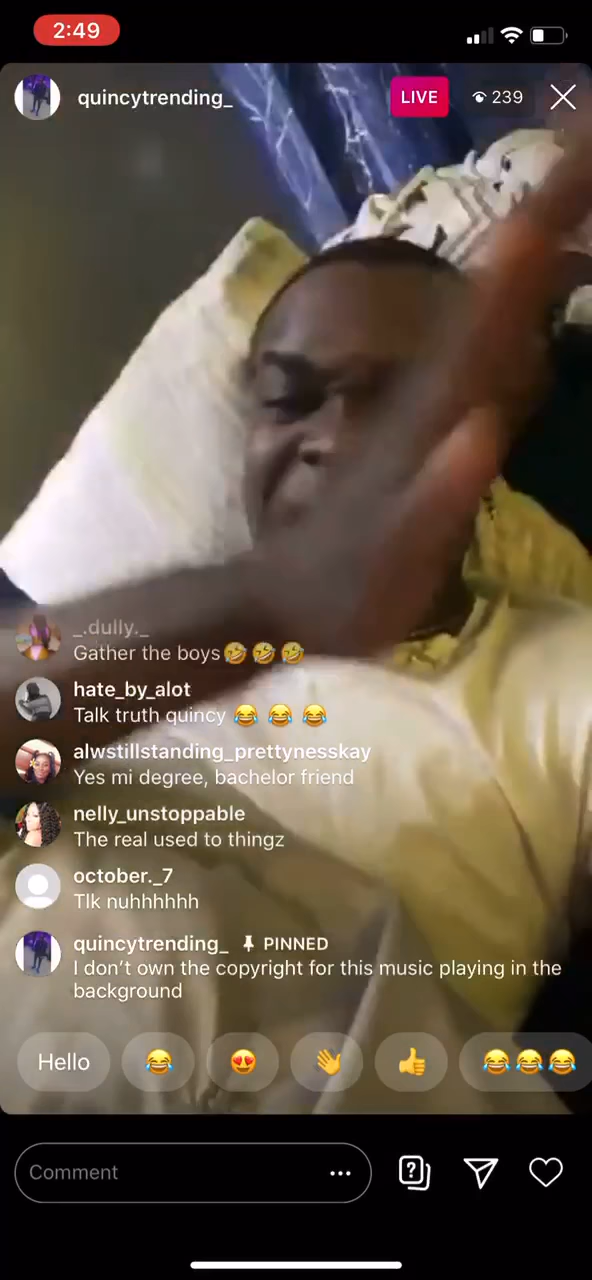 2:49
quincytrending_ LIVE 239
_.dully._
Gather the boys🤣🤣🤣
hate_by_alot
Talk truth quincy 😂 😂 😂
alwstillstanding_prettynesskay
Yes mi degree, bachelor friend
nelly_unstoppable
The real used to thingz
october._7
Tlk nuhhhhhh
quincytrending_ PINNED
I don’t own the copyright for this music playing in the
background
Hello 😂 😍 👋 👍 😂😂😂
Comment